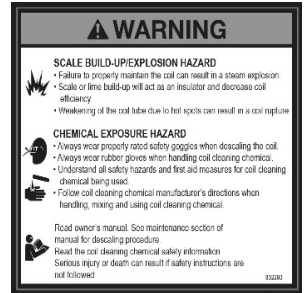 WARNING
SCALE BUILD-UP/EXPLOSION HAZARD
• Failure to properly maintain the coil can result in a steam explosion.
• Scale or lime build-up will act as an insulator and decrease coil
efficiency
• Weakening of the coil tube due to hot spots can result in a coil rupture
CHEMICAL EXPOSURE HAZARD
• Always wear properly rated safety goggles when descaling the coil.
• Always wear rubber gloves when handling coil cleaning chemical.
• Understand all safety hazards and first aid measures for coil cleaning
chemical being used.
• Follow coil cleaning chemical manufacturer's directions when
handling, mixing and using coil cleaning chemical.
Read owner's manual. See maintenance section of
manual for descaling procedure.
Read the coil cleaning chemical safety information
Serious injury or death can result if safety instructions are
not followed